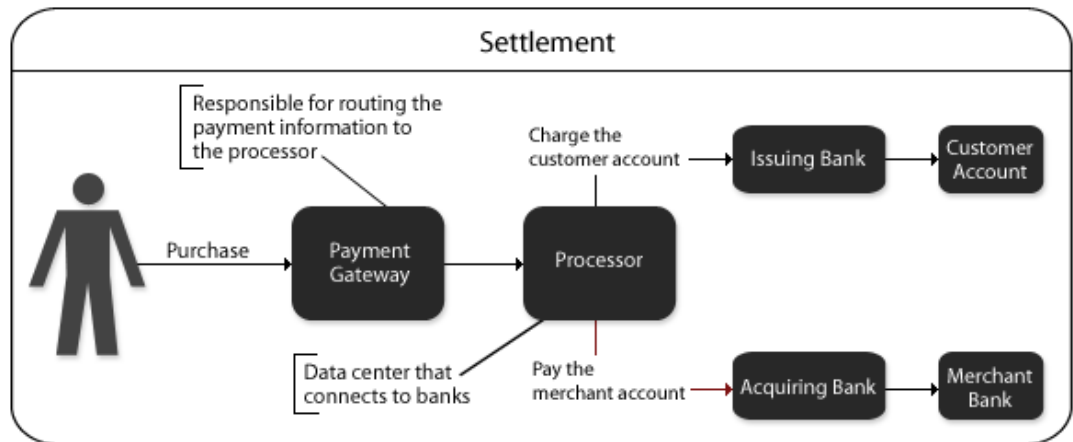 Settlement
Responsible for routing the
payment information to
the processor
Charge the
customer account
Issuing Bank
Customer
Account
Purchase
Payment
Gateway
Processor
Data center that
connects to banks
Pay the
merchant account
Acquiring Bank
Merchant
Bank